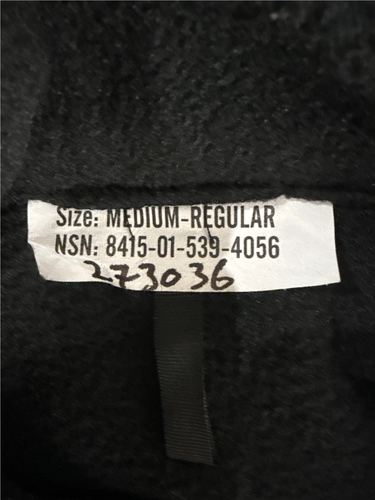 Size: MEDIUM-REGULAR
NSN: 8415-01-539-4056
273036